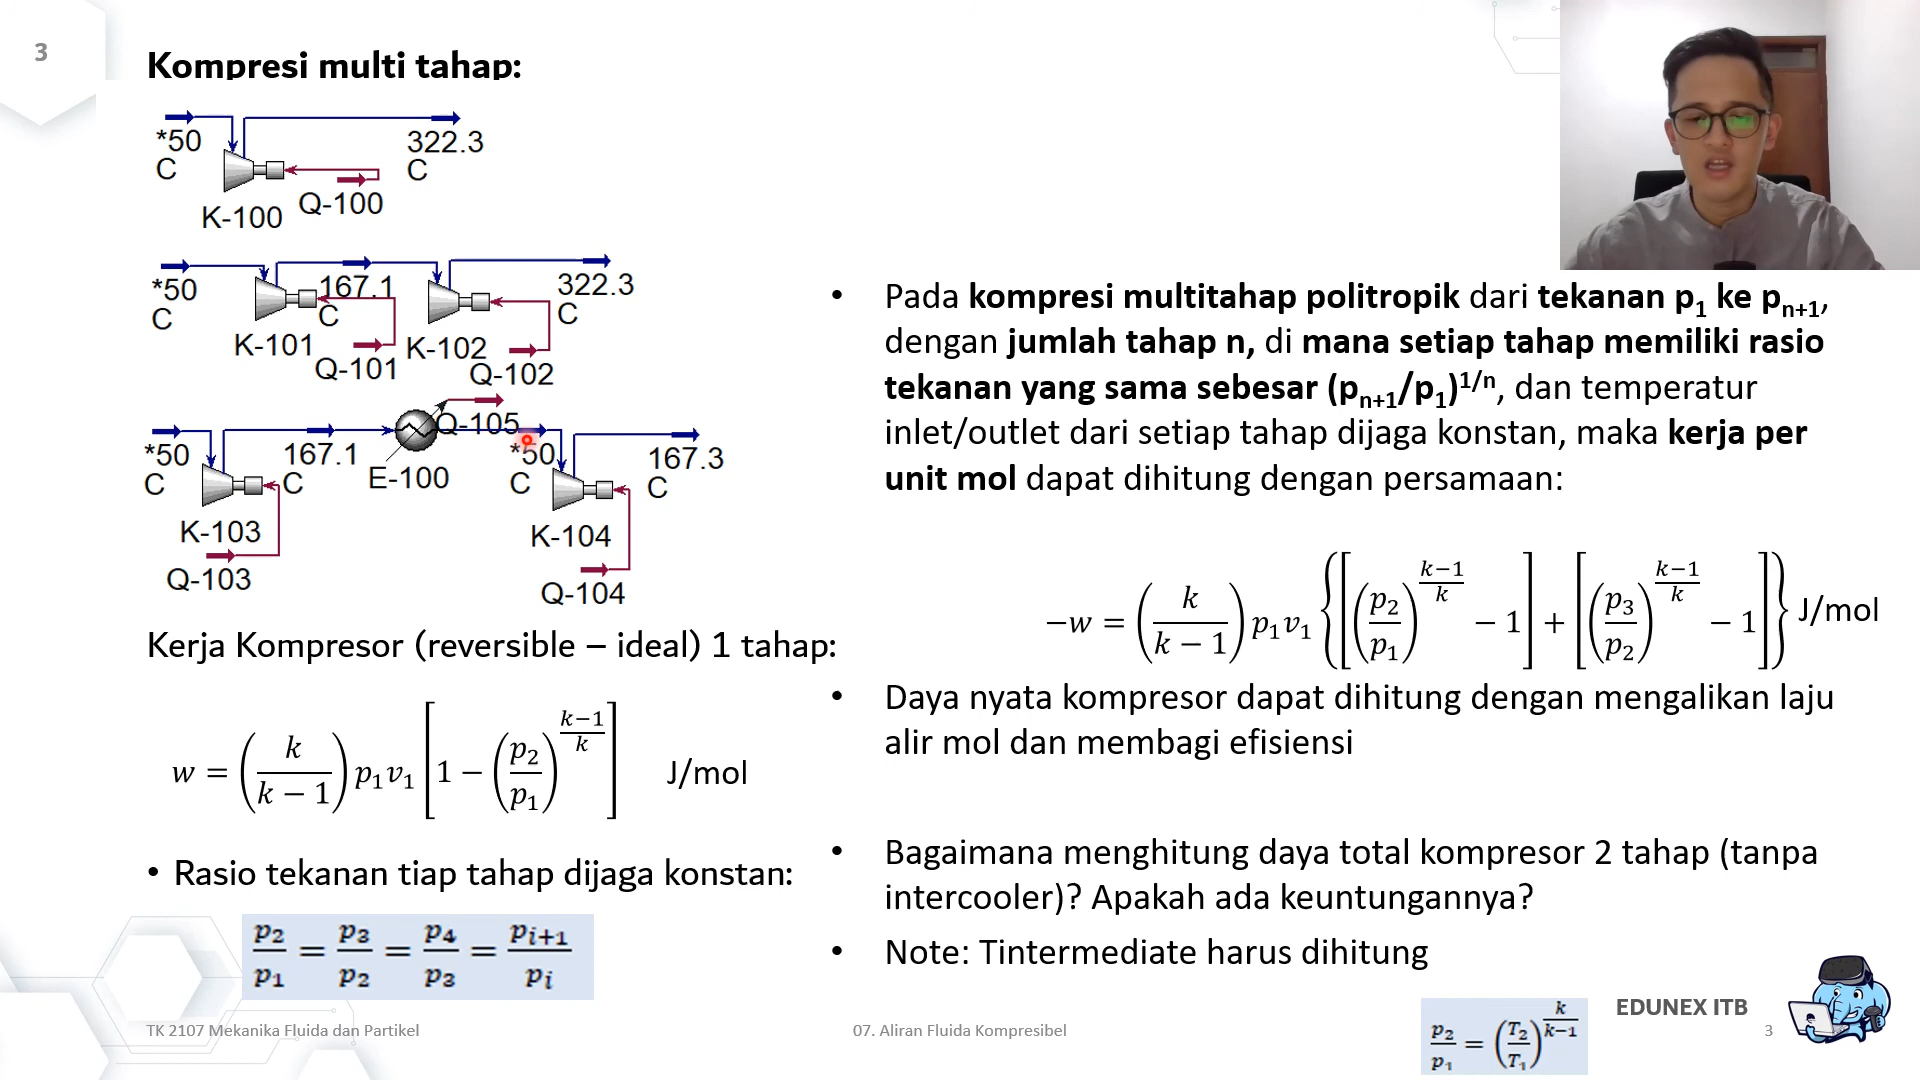 3
Kompresi multi tahap:
*50
C
322.3
C
K-100
Q-100
*50
C
167.1
C
322.3
C
K-101
Q-101
K-102
Q-102
Q-105
*50
C
167.1
C
E-100
*50
C
167.3
C
K-103
Q-103
K-104
Q-104
Kerja Kompresor (reversible – ideal) 1 tahap:
w = (k/(k − 1)) p₁v₁ [1 − (p₂/p₁)^((k−1)/k)] J/mol
• Rasio tekanan tiap tahap dijaga konstan:
p₂/p₁ = p₃/p₂ = p₄/p₃ = pᵢ₊₁/pᵢ
• Pada kompresi multitahap politropik dari tekanan p₁ ke pₙ₊₁,
dengan jumlah tahap n, di mana setiap tahap memiliki rasio
tekanan yang sama sebesar (pₙ₊₁/p₁)^1/n, dan temperatur
inlet/outlet dari setiap tahap dijaga konstan, maka kerja per
unit mol dapat dihitung dengan persamaan:
−w = (k/(k − 1)) p₁v₁ {[(p₂/p₁)^((k−1)/k) − 1] + [(p₃/p₂)^((k−1)/k) − 1]} J/mol
• Daya nyata kompresor dapat dihitung dengan mengalikan laju
alir mol dan membagi efisiensi
• Bagaimana menghitung daya total kompresor 2 tahap (tanpa
intercooler)? Apakah ada keuntungannya?
• Note: Tintermediate harus dihitung
p₂/p₁ = (T₂/T₁)^(k/(k−1))
EDUNEX ITB
TK 2107 Mekanika Fluida dan Partikel
07. Aliran Fluida Kompresibel
3